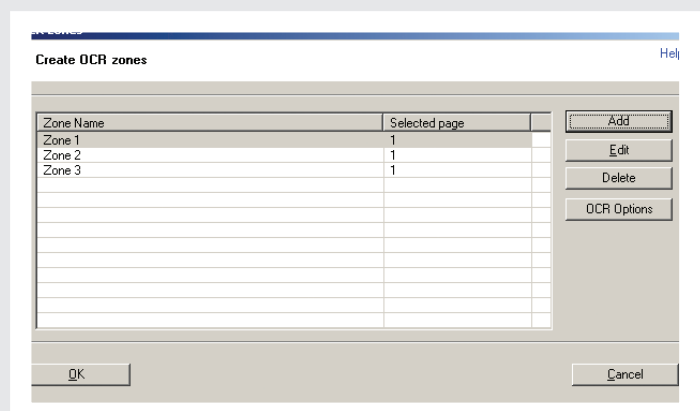 Create OCR zones
Help
Zone Name Selected page Add
Zone 1 1
Zone 2 1 Edit
Zone 3 1
Delete
OCR Options
OK Cancel